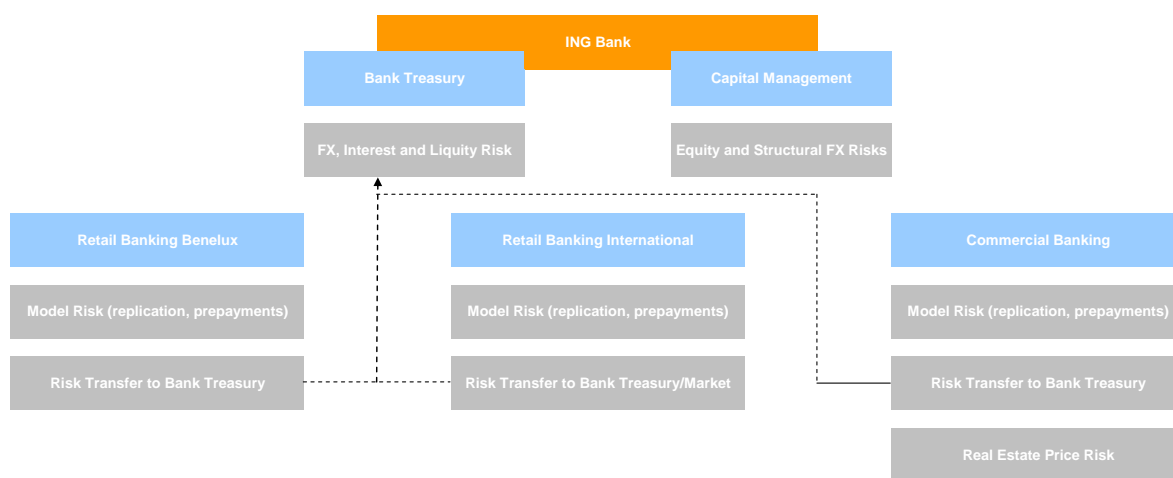 ING Bank
Bank Treasury
Capital Management
FX, Interest and Liquity Risk
Equity and Structural FX Risks
Retail Banking Benelux
Retail Banking International
Commercial Banking
Model Risk (replication, prepayments)
Model Risk (replication, prepayments)
Model Risk (replication, prepayments)
Risk Transfer to Bank Treasury
Risk Transfer to Bank Treasury/Market
Risk Transfer to Bank Treasury
Real Estate Price Risk